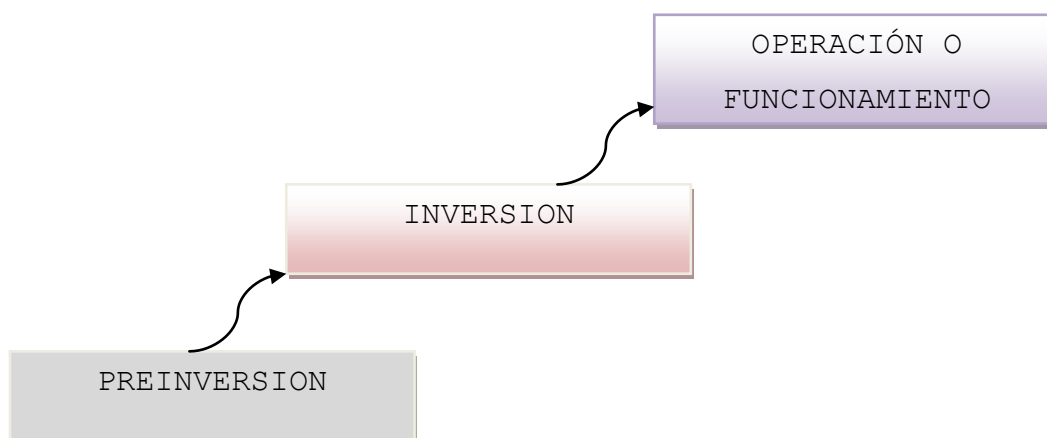 OPERACIÓN O
FUNCIONAMIENTO
INVERSION
PREINVERSION